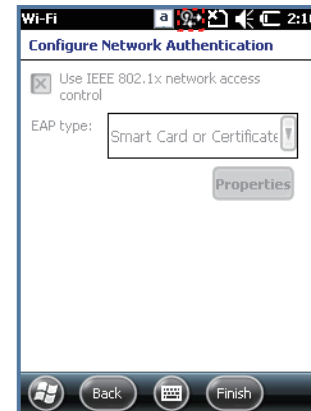 Wi-Fi a 2:10
Configure Network Authentication
Use IEEE 802.1x network access
control
EAP type:
Smart Card or Certificate
Properties
Back Finish